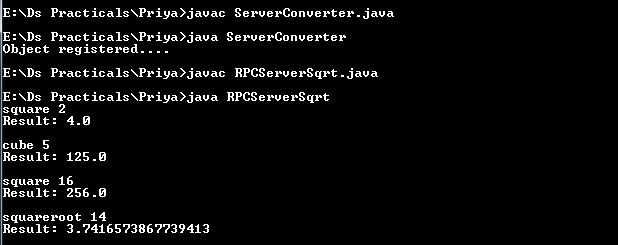 E:\Ds Practicals\Priya>javac ServerConverter.java
E:\Ds Practicals\Priya>java ServerConverter
Object registered....
E:\Ds Practicals\Priya>javac RPCServerSqrt.java
E:\Ds Practicals\Priya>java RPCServerSqrt
square 2
Result: 4.0
cube 5
Result: 125.0
square 16
Result: 256.0
squareroot 14
Result: 3.7416573867739413